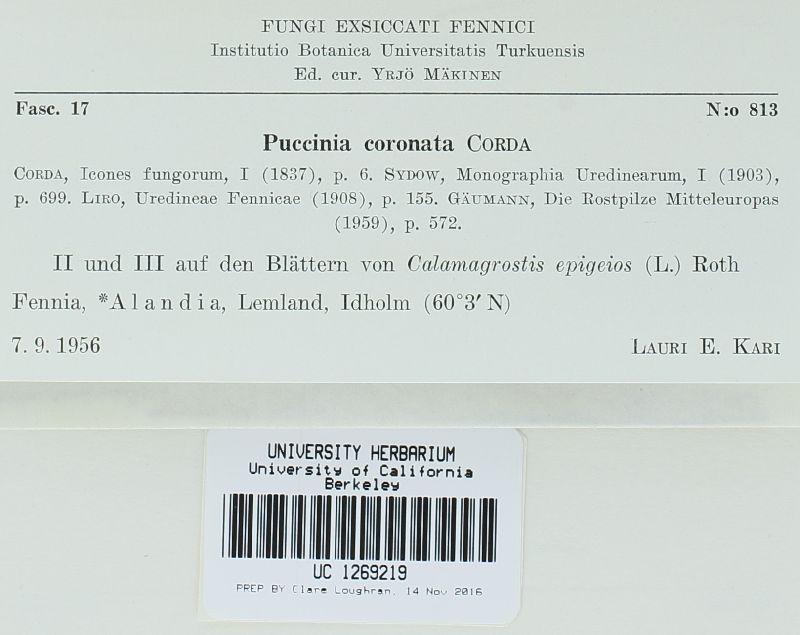 FUNGI EXSICCATI FENNICI
Institutio Botanica Universitatis Turkuensis
Ed. cur. YRJÖ MÄKINEN
Fasc. 17 N:o 813
Puccinia coronata CORDA
CORDA, Icones fungorum, I (1837), p. 6. SYDOW, Monographia Uredinearum, I (1903),
p. 699. LIRO, Uredineae Fennicae (1908), p. 155. GÄUMANN, Die Rostpilze Mitteleuropas
(1959), p. 572.
II und III auf den Blättern von Calamagrostis epigeios (L.) Roth
Fennia, *Alandia, Lemland, Idholm (60°3′ N)
7. 9. 1956 LAURI E. KARI
UNIVERSITY HERBARIUM
University of California
Berkeley
UC 1269219
PREP BY Clare Loughran, 14 Nov 2016